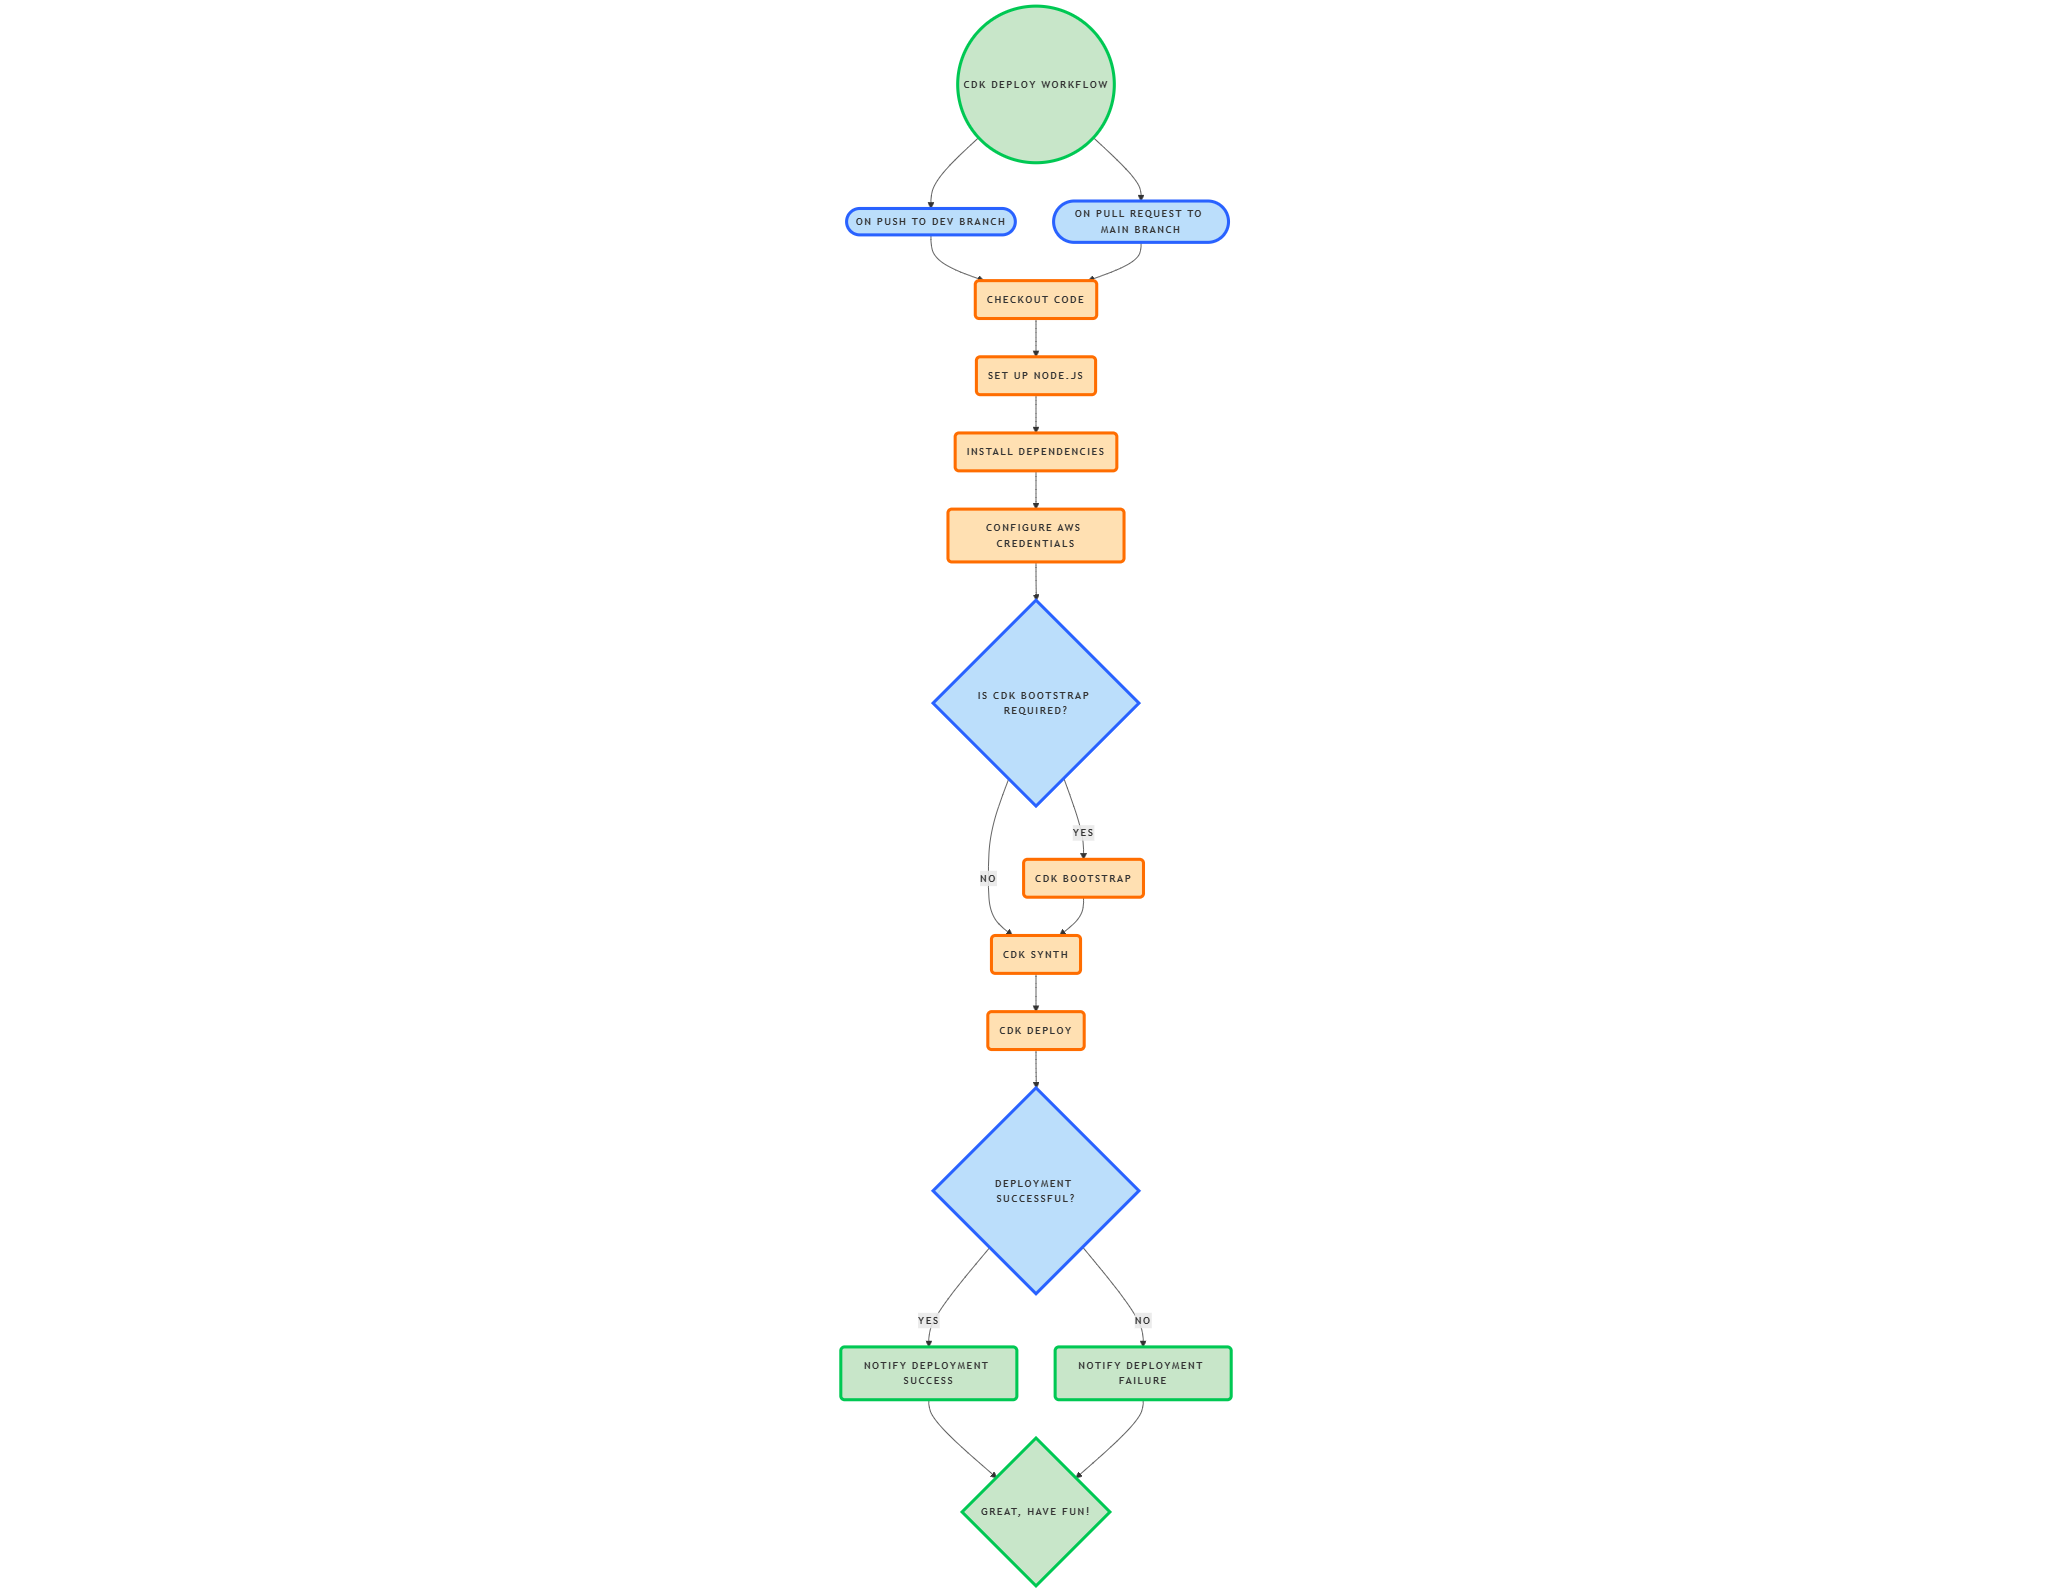 CDK DEPLOY WORKFLOW
ON PUSH TO DEV BRANCH
ON PULL REQUEST TO
MAIN BRANCH
CHECKOUT CODE
SET UP NODE.JS
INSTALL DEPENDENCIES
CONFIGURE AWS
CREDENTIALS
IS CDK BOOTSTRAP
REQUIRED?
YES
NO
CDK BOOTSTRAP
CDK SYNTH
CDK DEPLOY
DEPLOYMENT
SUCCESSFUL?
YES
NO
NOTIFY DEPLOYMENT
SUCCESS
NOTIFY DEPLOYMENT
FAILURE
GREAT, HAVE FUN!